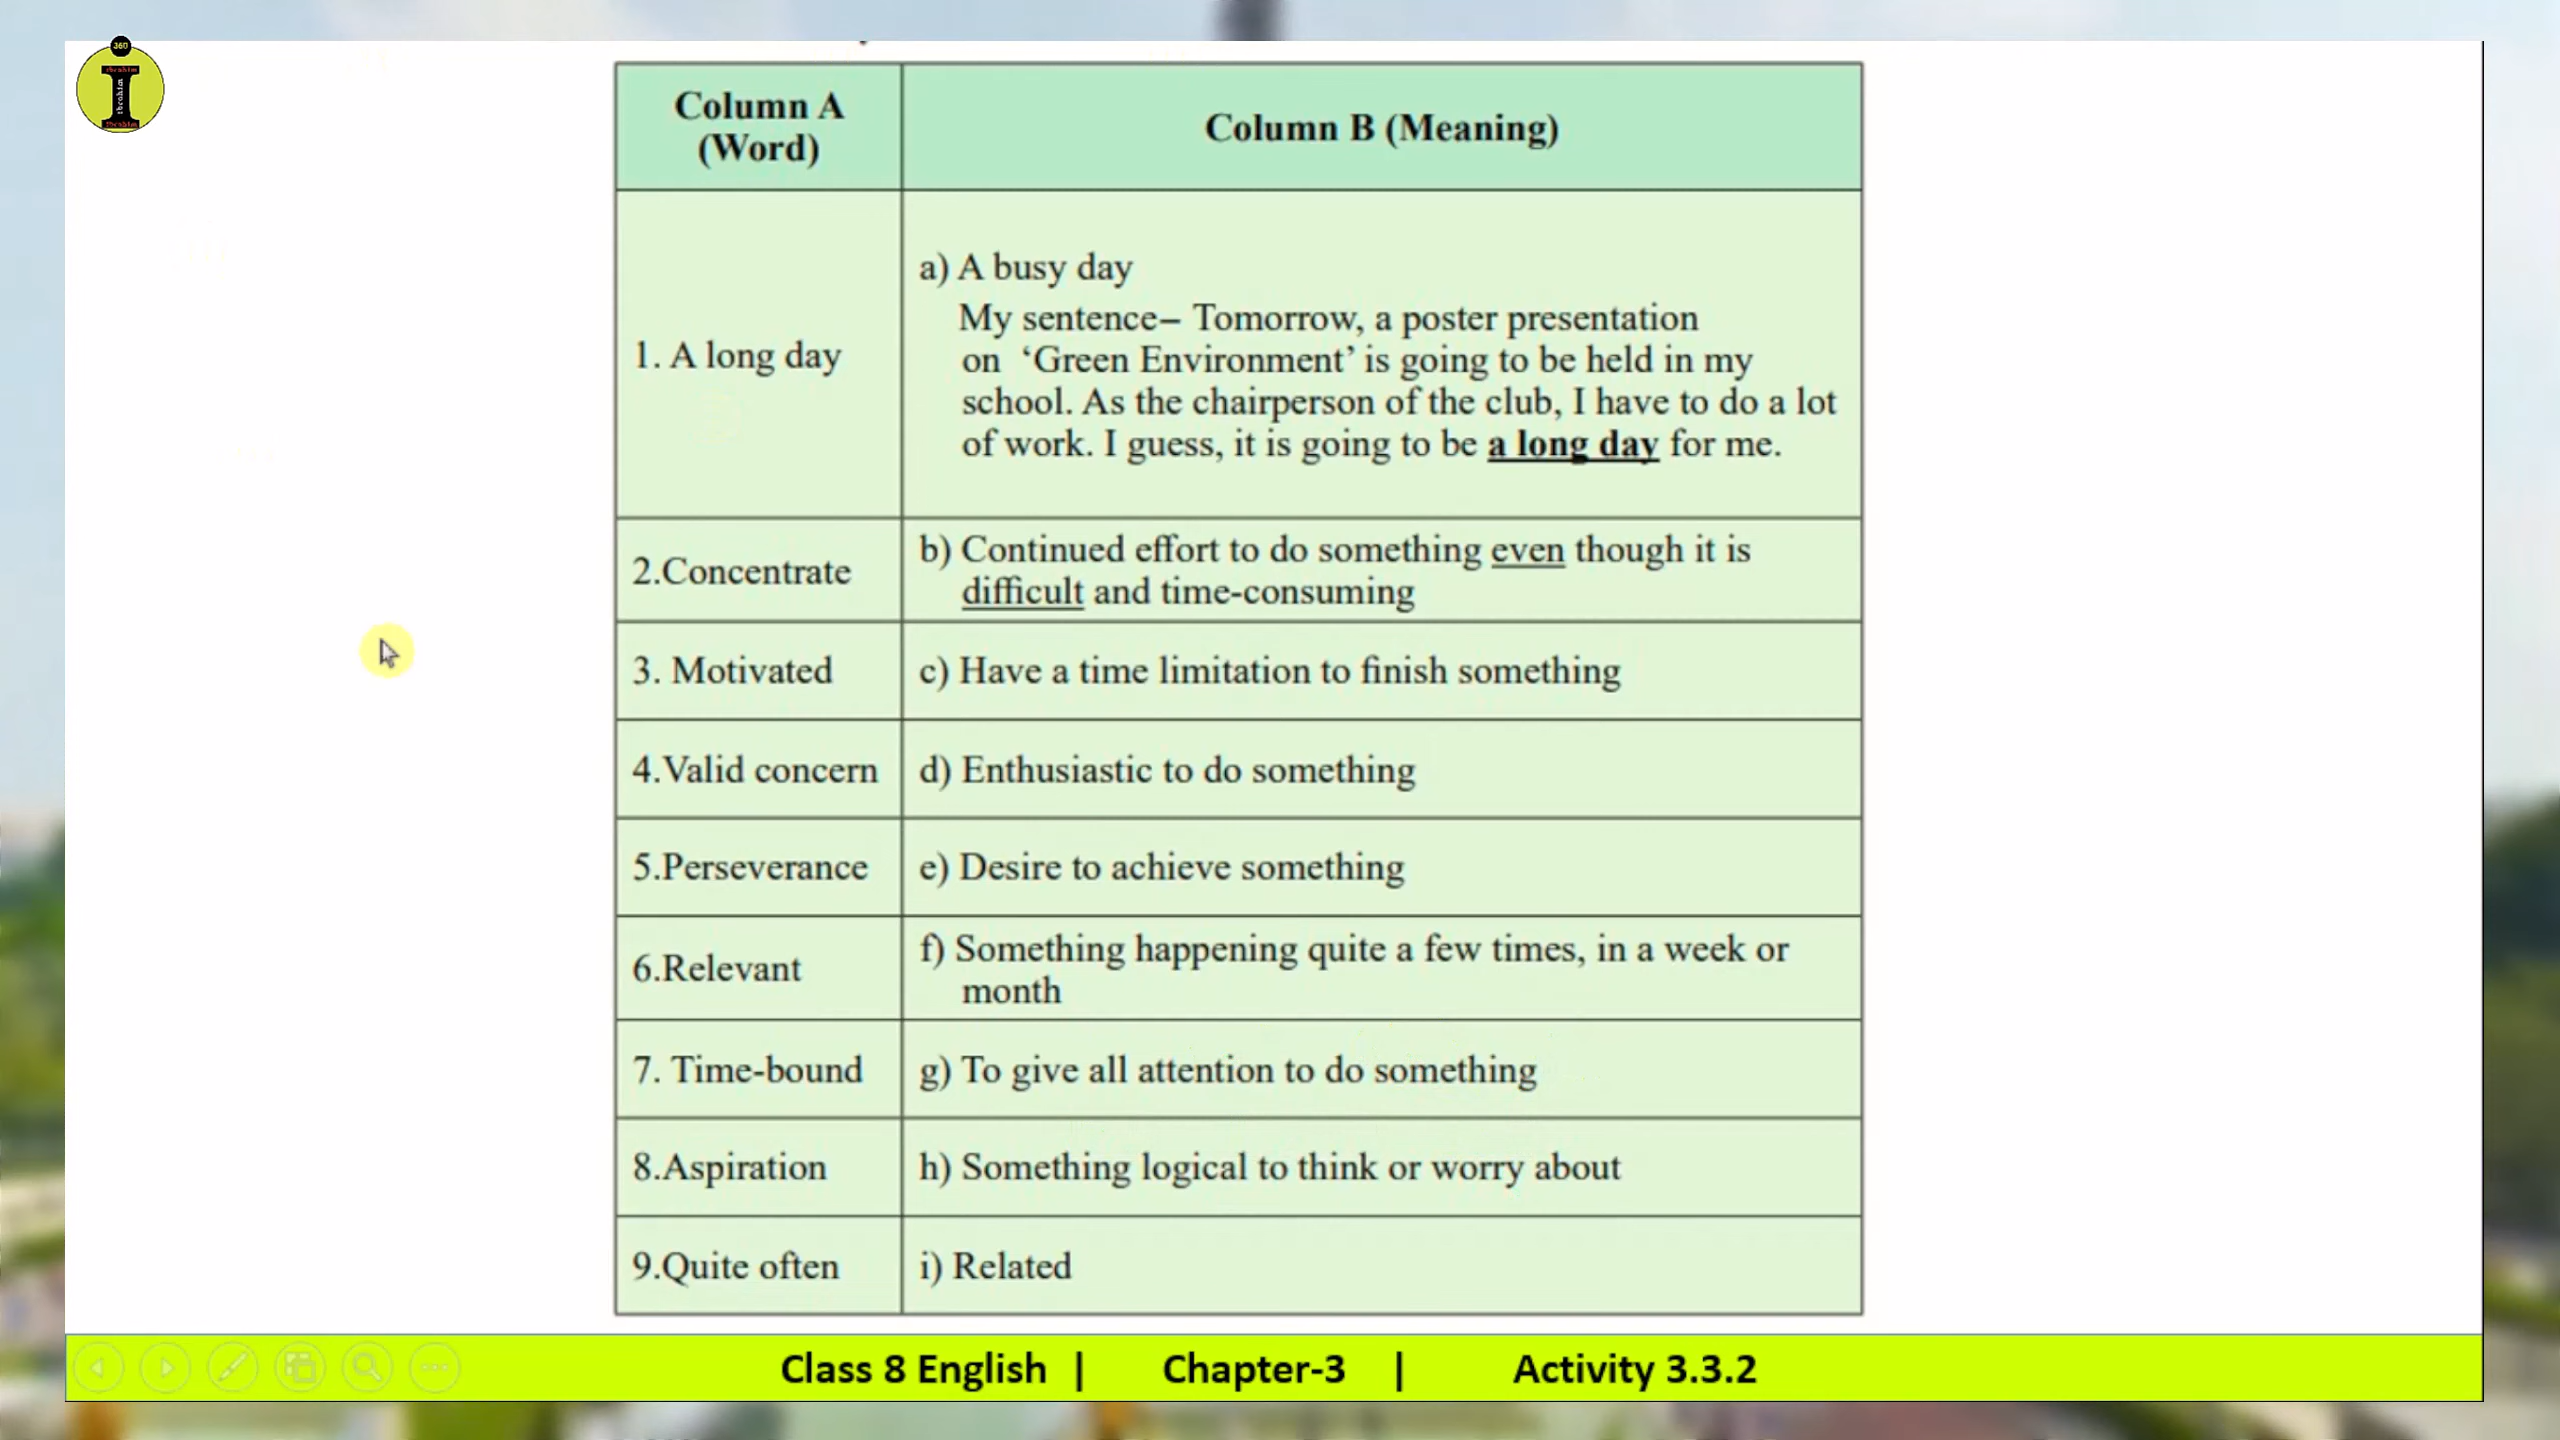 360
Ibrahim
Ibrahim
Ibrahim
Column A
(Word)
Column B (Meaning)
1. A long day
a) A busy day
My sentence– Tomorrow, a poster presentation
on ‘Green Environment’ is going to be held in my
school. As the chairperson of the club, I have to do a lot
of work. I guess, it is going to be a long day for me.
2.Concentrate
b) Continued effort to do something even though it is
difficult and time-consuming
3. Motivated
c) Have a time limitation to finish something
4.Valid concern
d) Enthusiastic to do something
5.Perseverance
e) Desire to achieve something
6.Relevant
f) Something happening quite a few times, in a week or
month
7. Time-bound
g) To give all attention to do something
8.Aspiration
h) Something logical to think or worry about
9.Quite often
i) Related
Class 8 English | Chapter-3 | Activity 3.3.2